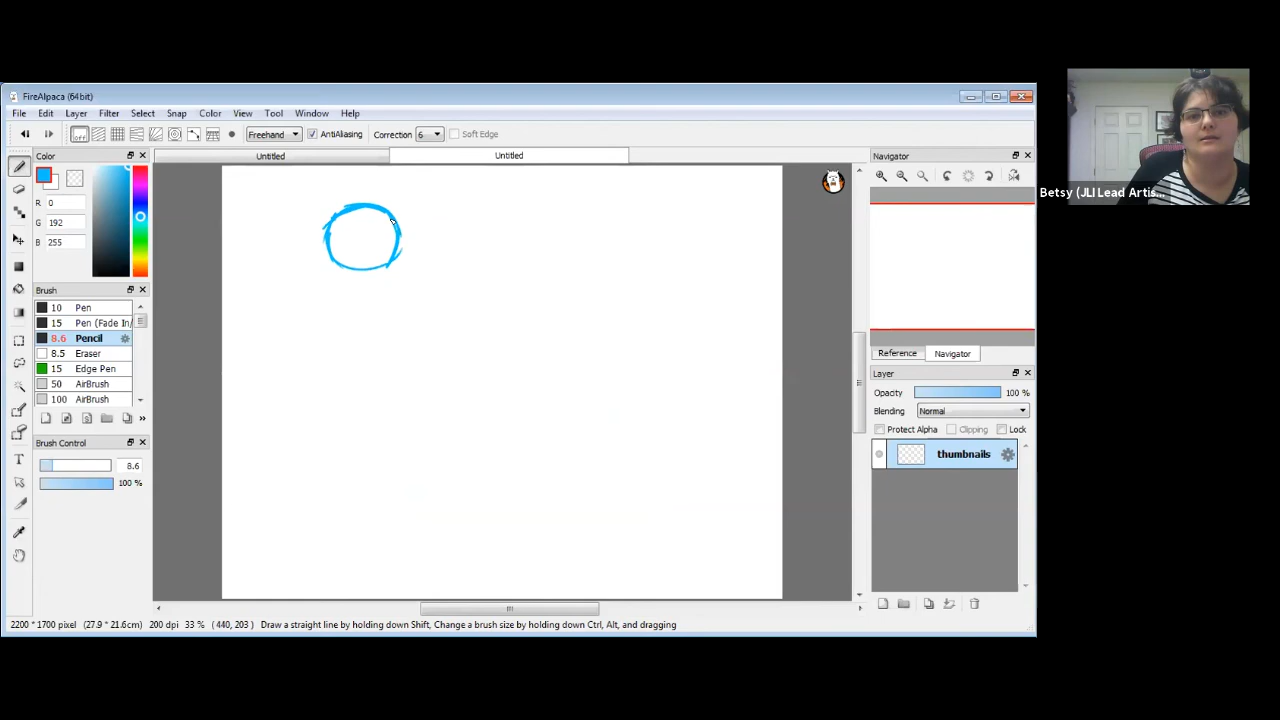 FireAlpaca (64bit)
File Edit Layer Filter Select Snap Color View Tool Window Help
off Freehand AntiAliasing Correction 6 Soft Edge
Color
Untitled Untitled
Navigator
R 0
G 192
B 255
Betsy (JLI Lead Artis...
Brush
10 Pen
15 Pen (Fade In/
8.6 Pencil
8.5 Eraser
15 Edge Pen
50 AirBrush
100 AirBrush
Brush Control
8.6
100 %
Reference Navigator
Layer
Opacity 100 %
Blending Normal
Protect Alpha Clipping Lock
thumbnails
2200 * 1700 pixel (27.9 * 21.6cm) 200 dpi 33 % ( 440, 203 ) Draw a straight line by holding down Shift, Change a brush size by holding down Ctrl, Alt, and dragging